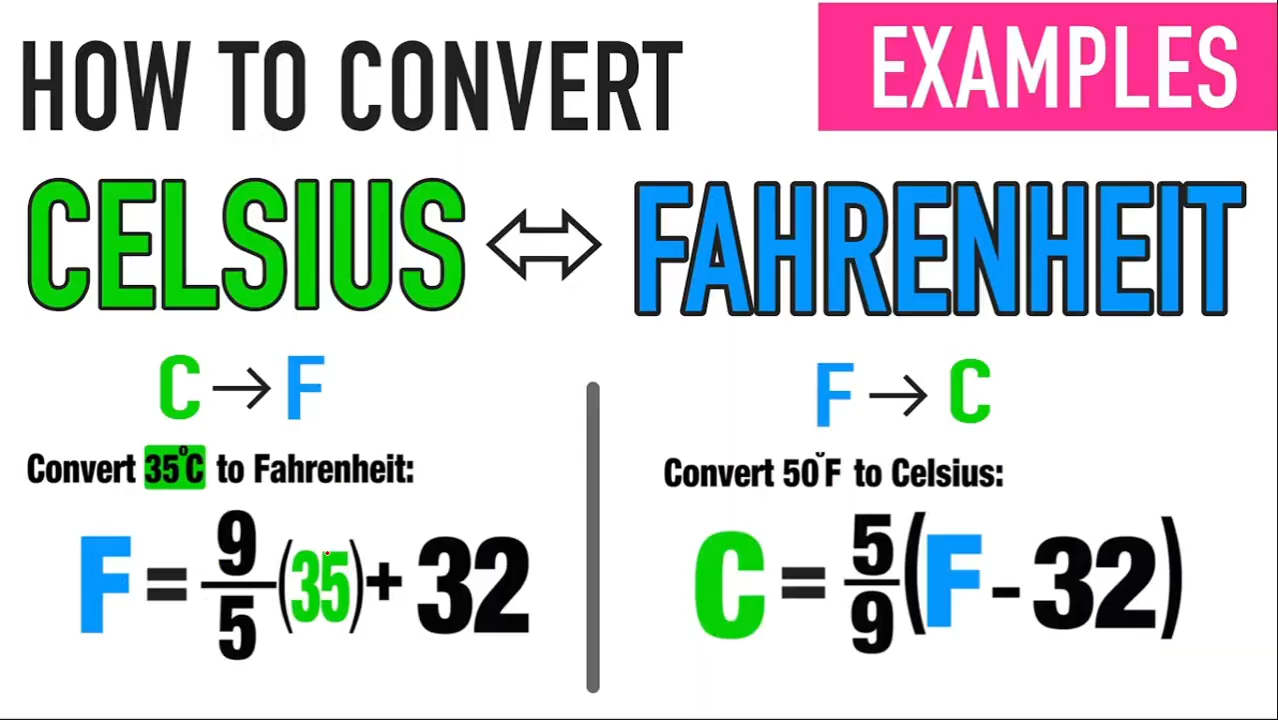 HOW TO CONVERT
EXAMPLES
CELSIUS ⇔ FAHRENHEIT
C → F
Convert 35°C to Fahrenheit:
F = 9/5 (35) + 32
F → C
Convert 50°F to Celsius:
C = 5/9 (F - 32)